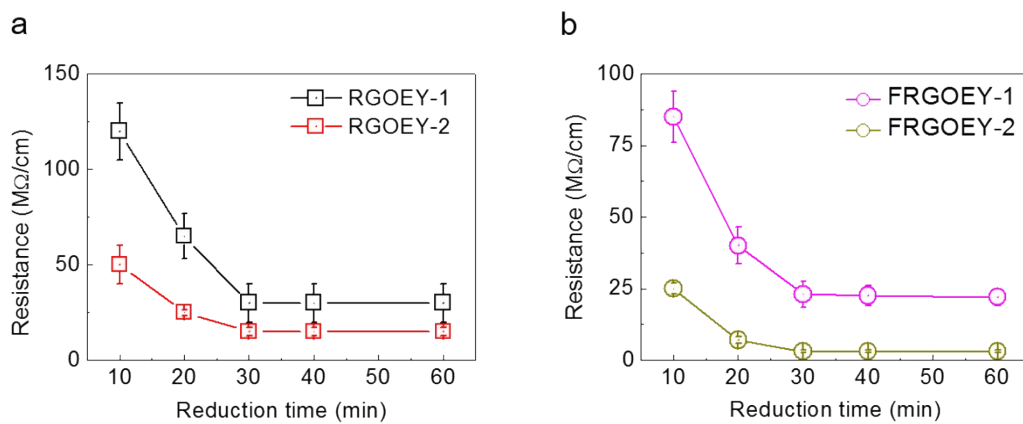 a
150
100
50
0
Resistance (MΩ/cm)
RGOEY-1
RGOEY-2
10 20 30 40 50 60
Reduction time (min)
b
100
75
50
25
0
Resistance (MΩ/cm)
FRGOEY-1
FRGOEY-2
10 20 30 40 50 60
Reduction time (min)